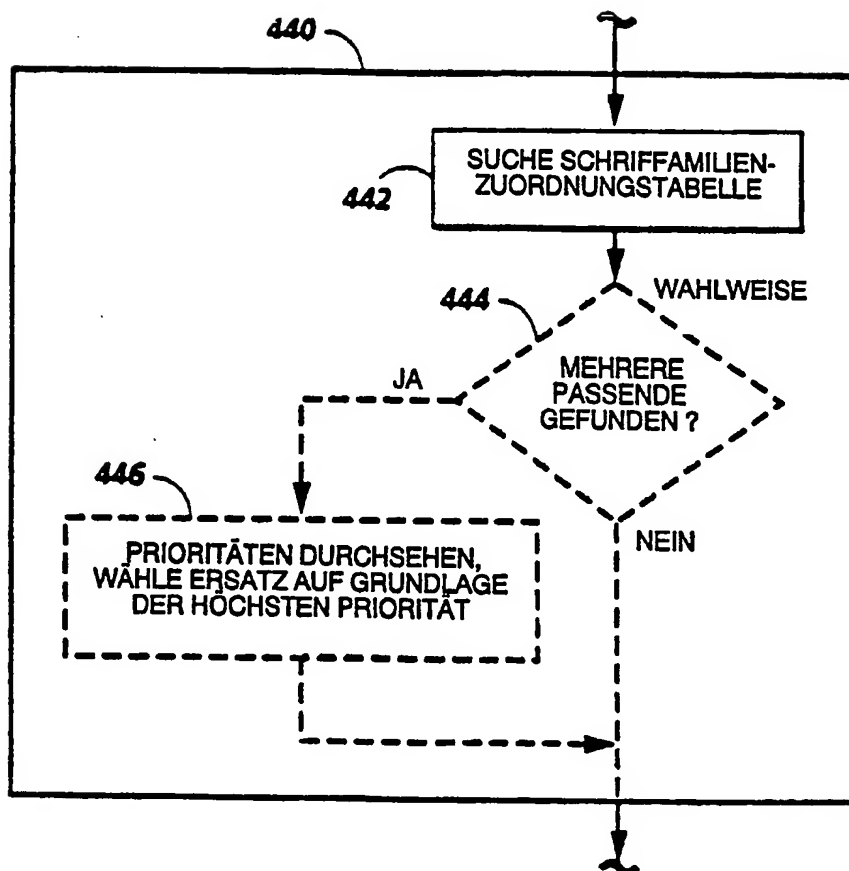 440
442
SUCHE SCHRIFFAMILIEN-
ZUORDNUNGSTABELLE
444
WAHLWEISE
MEHRERE
PASSENDE
GEFUNDEN ?
JA
446
NEIN
PRIORITÄTEN DURCHSEHEN,
WÄHLE ERSATZ AUF GRUNDLAGE
DER HÖCHSTEN PRIORITÄT